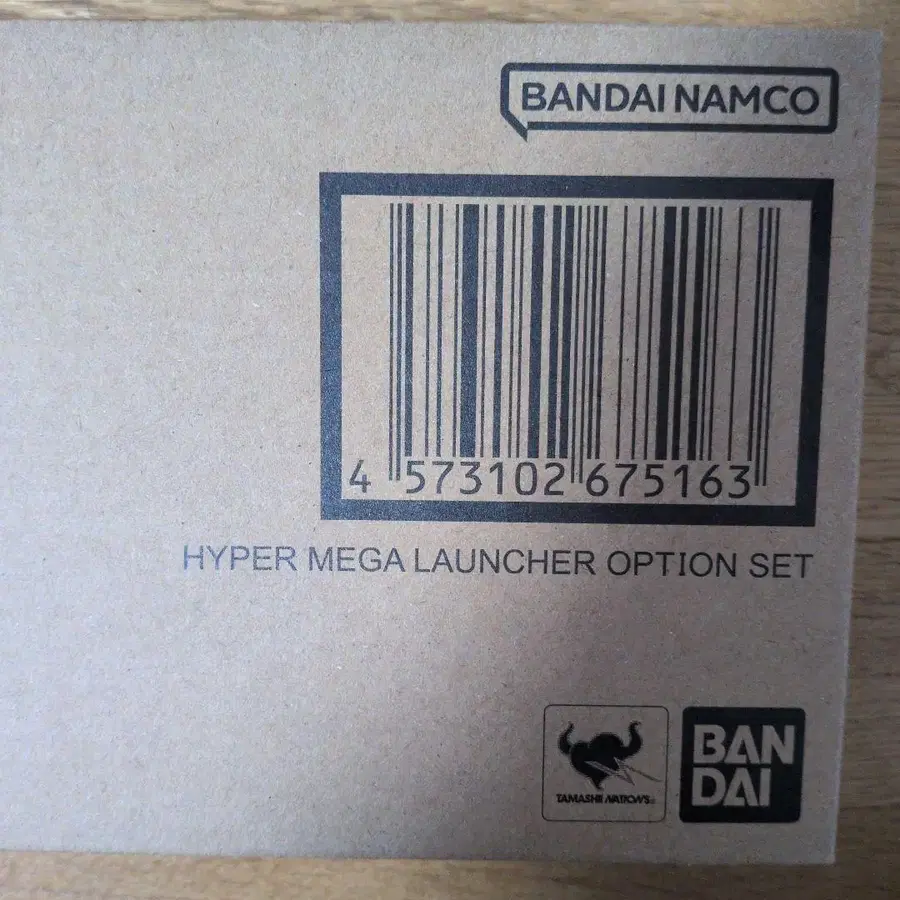 BANDAI NAMCO
4 573102 675163
HYPER MEGA LAUNCHER OPTION SET
TAMASHII NATIONS
BAN
DAI